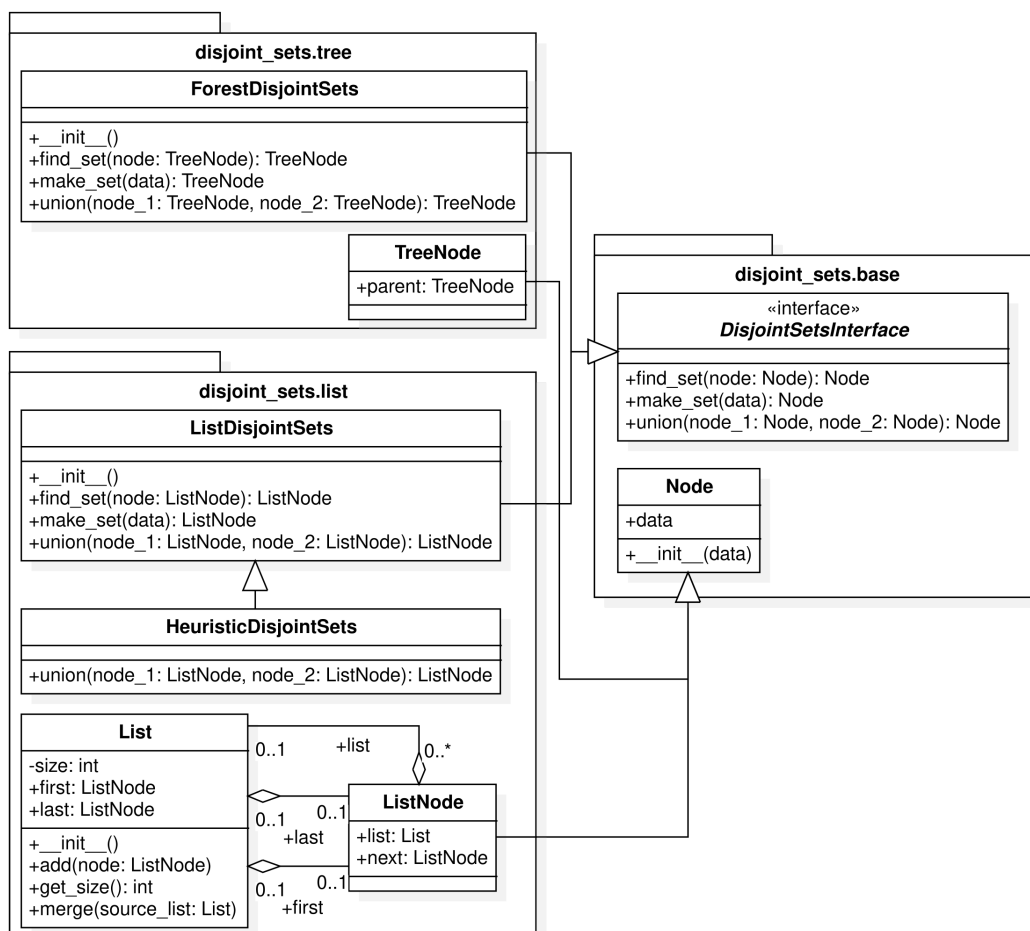 disjoint_sets.tree
ForestDisjointSets
+__init__()
+find_set(node: TreeNode): TreeNode
+make_set(data): TreeNode
+union(node_1: TreeNode, node_2: TreeNode): TreeNode
TreeNode
+parent: TreeNode
disjoint_sets.base
«interface»
DisjointSetsInterface
+find_set(node: Node): Node
+make_set(data): Node
+union(node_1: Node, node_2: Node): Node
Node
+data
+__init__(data)
disjoint_sets.list
ListDisjointSets
+__init__()
+find_set(node: ListNode): ListNode
+make_set(data): ListNode
+union(node_1: ListNode, node_2: ListNode): ListNode
HeuristicDisjointSets
+union(node_1: ListNode, node_2: ListNode): ListNode
List
-size: int
+first: ListNode
+last: ListNode
+__init__()
+add(node: ListNode)
+get_size(): int
+merge(source_list: List)
0..1
+list
0..*
0..1
+last
0..1
0..1
+first
0..1
ListNode
+list: List
+next: ListNode